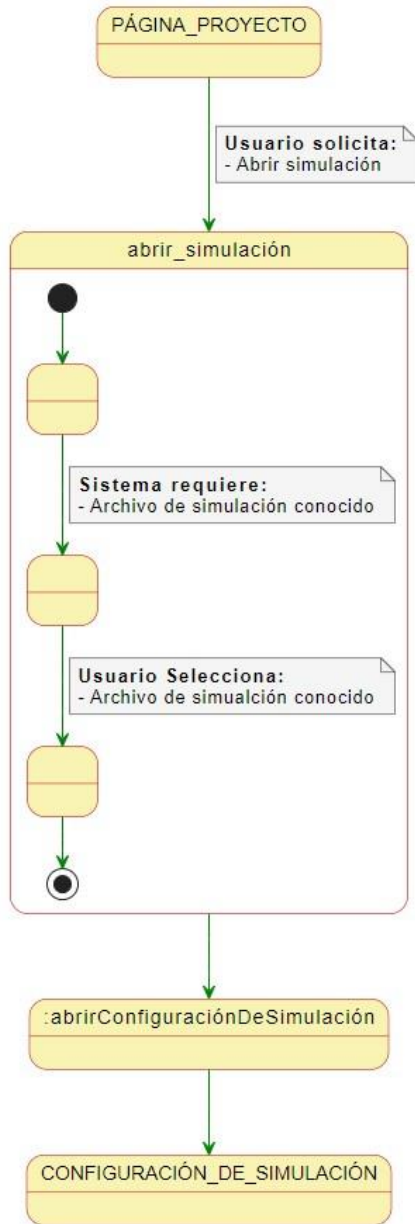 PÁGINA_PROYECTO
Usuario solicita:
- Abrir simulación
abrir_simulación
Sistema requiere:
- Archivo de simulación conocido
Usuario Selecciona:
- Archivo de simualción conocido
:abrirConfiguraciónDeSimulación
CONFIGURACIÓN_DE_SIMULACIÓN